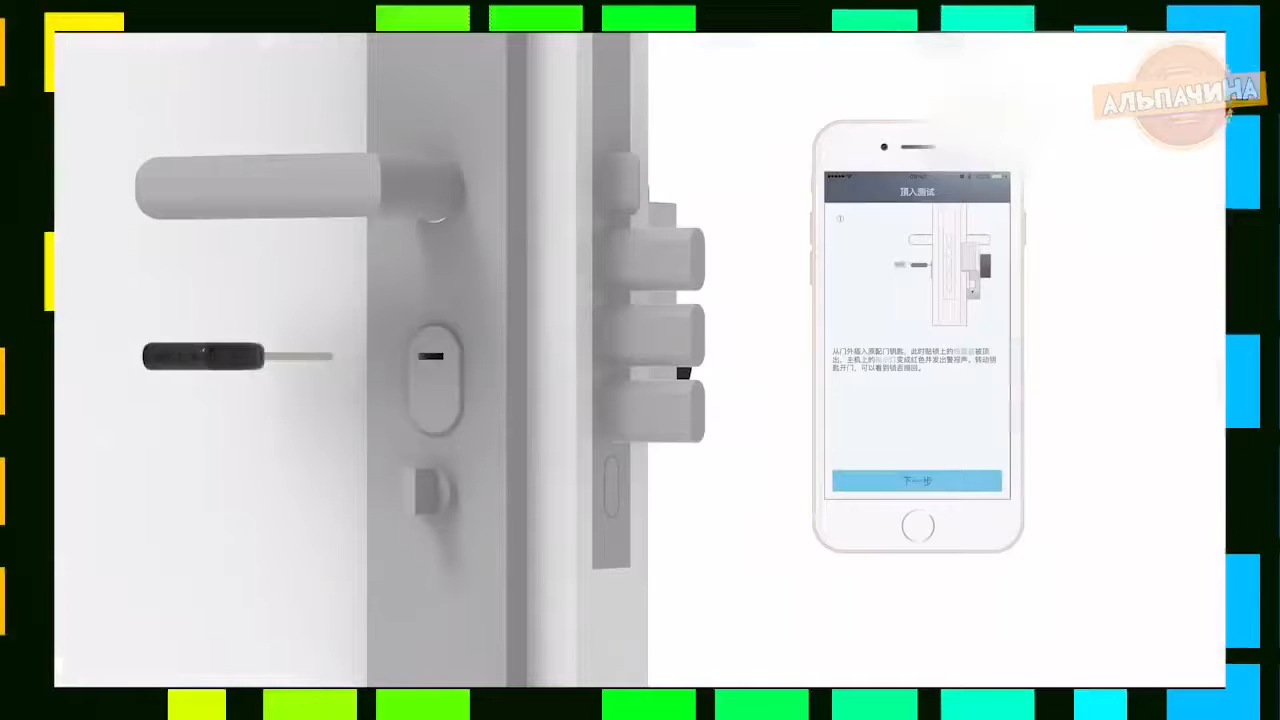 АЛЬПАЧИНА
顶入测试
①
从门外插入原配门钥匙，此时贴锁上的
被顶
出，主机上的
变成红色并发出警报声。转动钥
匙开门，可以看到锁舌缩回。
下一步